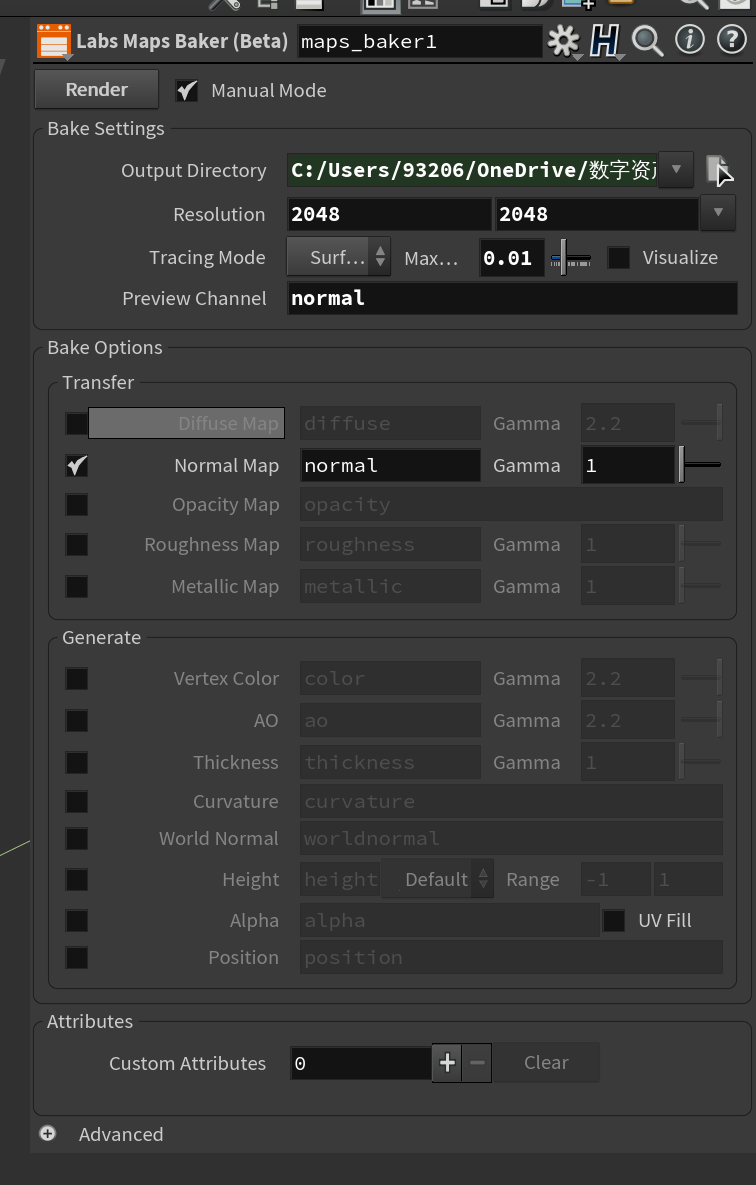 Labs Maps Baker (Beta) maps_baker1
Render Manual Mode
Bake Settings
Output Directory C:/Users/93206/OneDrive/数字资
Resolution 2048 2048
Tracing Mode Surf... Max... 0.01 Visualize
Preview Channel normal
Bake Options
Transfer
Diffuse Map diffuse Gamma 2.2
Normal Map normal Gamma 1
Opacity Map opacity
Roughness Map roughness Gamma 1
Metallic Map metallic Gamma 1
Generate
Vertex Color color Gamma 2.2
AO ao Gamma 2.2
Thickness thickness Gamma 1
Curvature curvature
World Normal worldnormal
Height height Default Range -1 1
Alpha alpha UV Fill
Position position
Attributes
Custom Attributes 0 + - Clear
Advanced